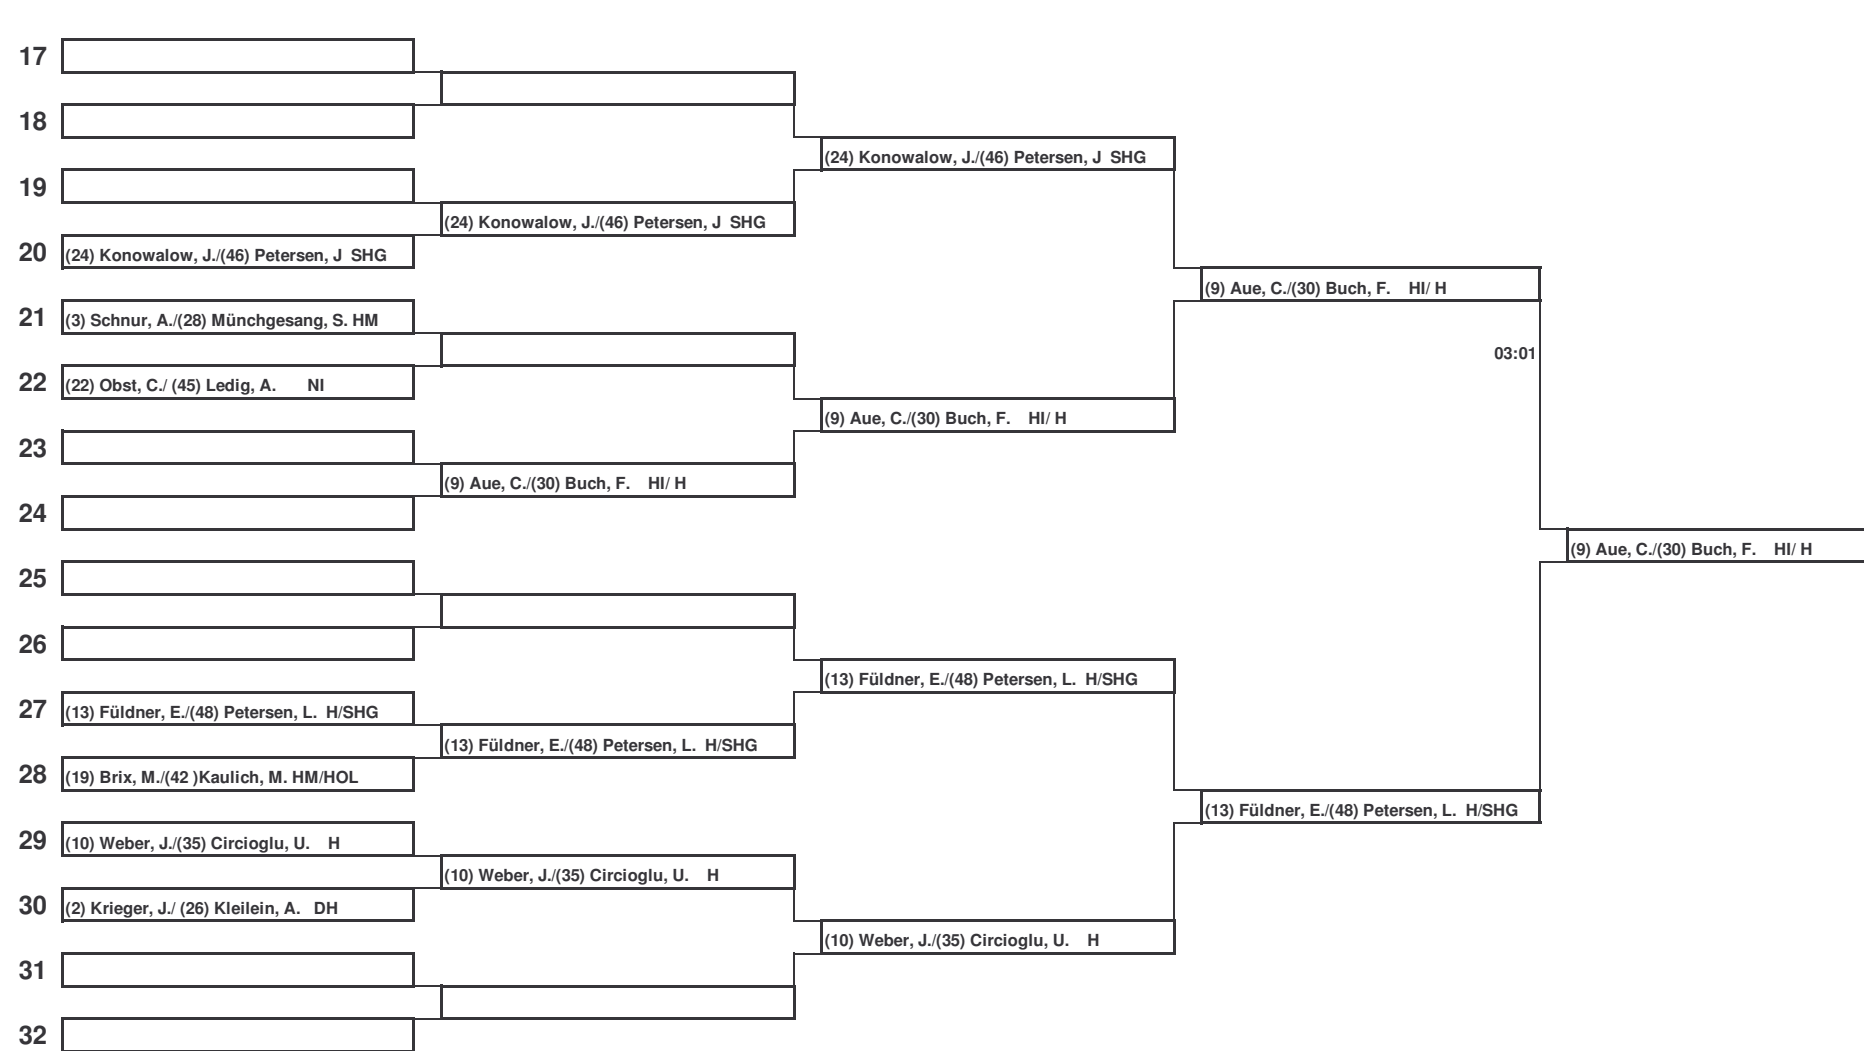 17
18
(24) Konowalow, J./(46) Petersen, J SHG
19
(24) Konowalow, J./(46) Petersen, J SHG
20 (24) Konowalow, J./(46) Petersen, J SHG
(9) Aue, C./(30) Buch, F. HI/ H
21 (3) Schnur, A./(28) Münchgesang, S. HM
03:01
22 (22) Obst, C./ (45) Ledig, A. NI
(9) Aue, C./(30) Buch, F. HI/ H
23
(9) Aue, C./(30) Buch, F. HI/ H
24
(9) Aue, C./(30) Buch, F. HI/ H
25
26
(13) Füldner, E./(48) Petersen, L. H/SHG
27 (13) Füldner, E./(48) Petersen, L. H/SHG
(13) Füldner, E./(48) Petersen, L. H/SHG
28 (19) Brix, M./(42 )Kaulich, M. HM/HOL
(13) Füldner, E./(48) Petersen, L. H/SHG
29 (10) Weber, J./(35) Circioglu, U. H
(10) Weber, J./(35) Circioglu, U. H
30 (2) Krieger, J./ (26) Kleilein, A. DH
(10) Weber, J./(35) Circioglu, U. H
31
32